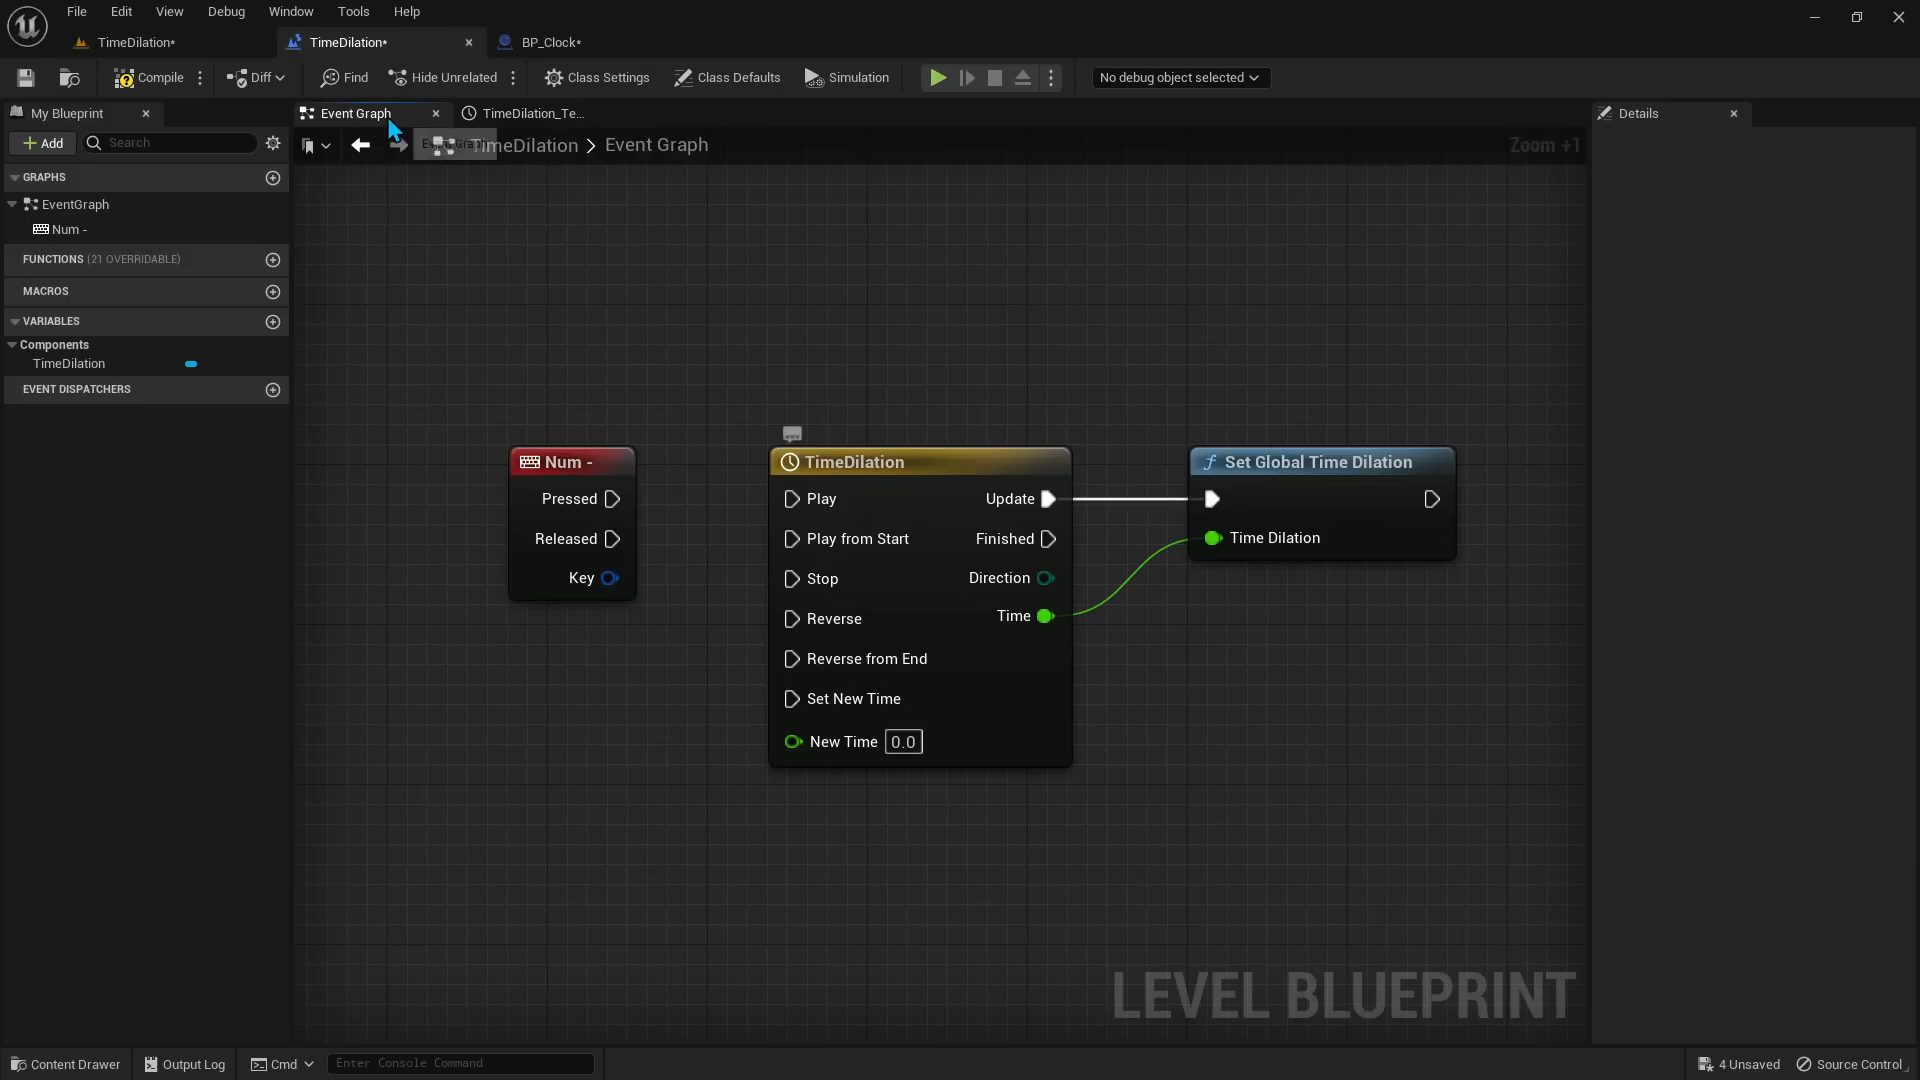 File Edit View Debug Window Tools Help
TimeDilation* TimeDilation* BP_Clock*
Compile Diff Find Hide Unrelated Class Settings Class Defaults Simulation No debug object selected
My Blueprint Event Graph TimeDilation_Te... Details
Add Search TimeDilation > Event Graph Zoom +1
GRAPHS
EventGraph
Num -
FUNCTIONS (21 OVERRIDABLE)
MACROS
VARIABLES
Components
TimeDilation
EVENT DISPATCHERS
Num -
Pressed
Released
Key
TimeDilation
Play Update
Play from Start Finished
Stop Direction
Reverse Time
Reverse from End
Set New Time
New Time 0.0
f Set Global Time Dilation
Time Dilation
LEVEL BLUEPRINT
Content Drawer Output Log Cmd Enter Console Command 4 Unsaved Source Control